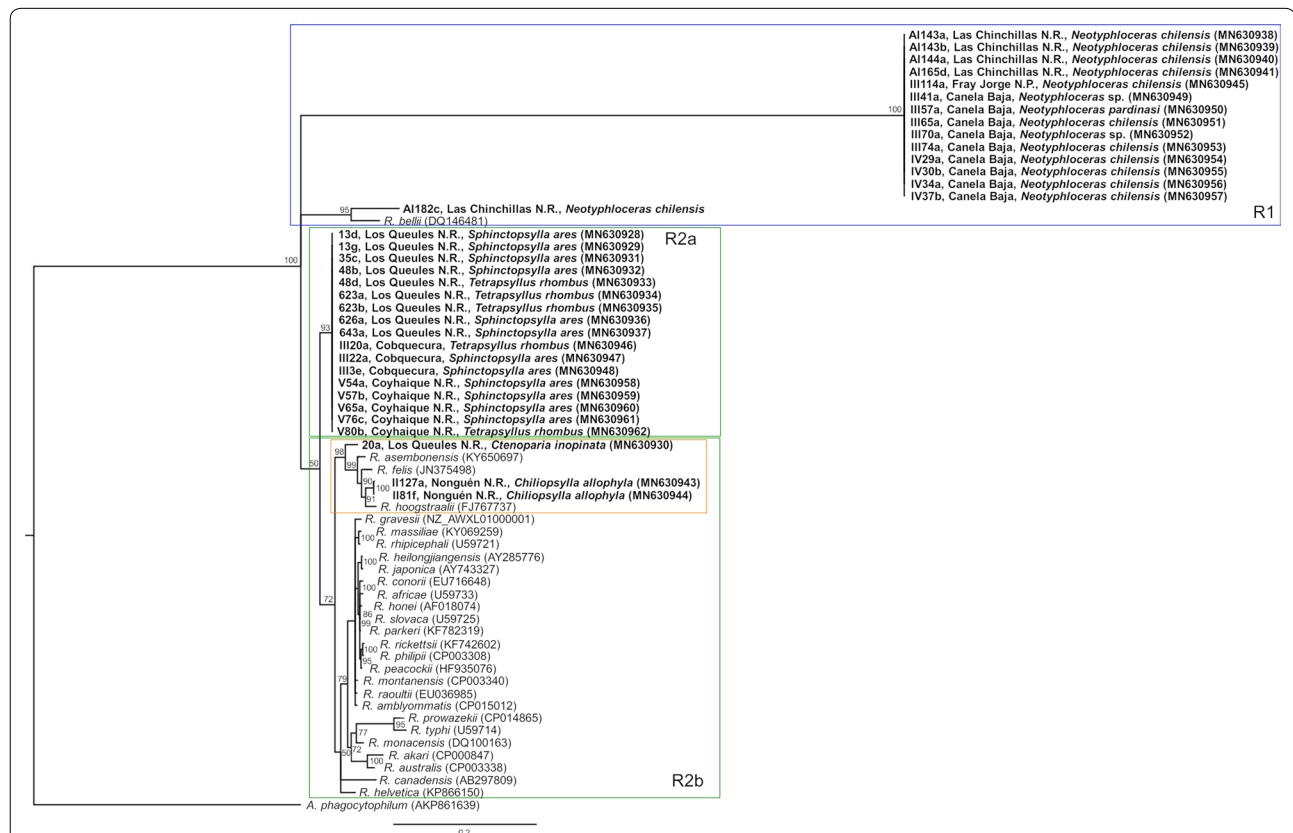 AI143a, Las Chinchillas N.R., Neotyphloceras chilensis (MN630938)
AI143b, Las Chinchillas N.R., Neotyphloceras chilensis (MN630939)
AI144a, Las Chinchillas N.R., Neotyphloceras chilensis (MN630940)
AI165d, Las Chinchillas N.R., Neotyphloceras chilensis (MN630941)
III114a, Fray Jorge N.P., Neotyphloceras chilensis (MN630945)
III41a, Canela Baja, Neotyphloceras sp. (MN630949)
III57a, Canela Baja, Neotyphloceras pardinasi (MN630950)
100
III65a, Canela Baja, Neotyphloceras chilensis (MN630951)
III70a, Canela Baja, Neotyphloceras sp. (MN630952)
III74a, Canela Baja, Neotyphloceras chilensis (MN630953)
IV29a, Canela Baja, Neotyphloceras chilensis (MN630954)
IV30b, Canela Baja, Neotyphloceras chilensis (MN630955)
IV34a, Canela Baja, Neotyphloceras chilensis (MN630956)
IV37b, Canela Baja, Neotyphloceras chilensis (MN630957)
R1
95
AI182c, Las Chinchillas N.R., Neotyphloceras chilensis
R. bellii (DQ146481)
100
R2a
13d, Los Queules N.R., Sphinctopsylla ares (MN630928)
13g, Los Queules N.R., Sphinctopsylla ares (MN630929)
35c, Los Queules N.R., Sphinctopsylla ares (MN630931)
48b, Los Queules N.R., Sphinctopsylla ares (MN630932)
48d, Los Queules N.R., Tetrapsyllus rhombus (MN630933)
623a, Los Queules N.R., Tetrapsyllus rhombus (MN630934)
623b, Los Queules N.R., Tetrapsyllus rhombus (MN630935)
626a, Los Queules N.R., Sphinctopsylla ares (MN630936)
93
643a, Los Queules N.R., Sphinctopsylla ares (MN630937)
III20a, Cobquecura, Tetrapsyllus rhombus (MN630946)
III22a, Cobquecura, Sphinctopsylla ares (MN630947)
III3e, Cobquecura, Sphinctopsylla ares (MN630948)
V54a, Coyhaique N.R., Sphinctopsylla ares (MN630958)
V57b, Coyhaique N.R., Sphinctopsylla ares (MN630959)
V65a, Coyhaique N.R., Sphinctopsylla ares (MN630960)
V76c, Coyhaique N.R., Sphinctopsylla ares (MN630961)
V80b, Coyhaique N.R., Tetrapsyllus rhombus (MN630962)
50
98
20a, Los Queules N.R., Ctenoparia inopinata (MN630930)
99
R. asembonensis (KY650697)
R. felis (JN375498)
90
100
II127a, Nonguén N.R., Chiliopsylla allophyla (MN630943)
91
II81f, Nonguén N.R., Chiliopsylla allophyla (MN630944)
R. hoogstraalii (FJ767737)
72
R. gravesii (NZ_AWXL01000001)
100
R. massiliae (KY069259)
R. rhipicephali (U59721)
100
R. heilongjiangensis (AY285776)
R. japonica (AY743327)
100
R. conorii (EU716648)
R. africae (U59733)
86
R. honei (AF018074)
99
R. slovaca (U59725)
R. parkeri (KF782319)
100
R. rickettsii (KF742602)
95
R. philipii (CP003308)
R. peacockii (HF935076)
79
R. montanensis (CP003340)
R. raoultii (EU036985)
R. amblyommatis (CP015012)
95
R. prowazekii (CP014865)
R. typhi (U59714)
77
R. monacensis (DQ100163)
72
50
100
R. akari (CP000847)
R. australis (CP003338)
R. canadensis (AB297809)
R. helvetica (KP866150)
R2b
A. phagocytophilum (AKP861639)
0.2